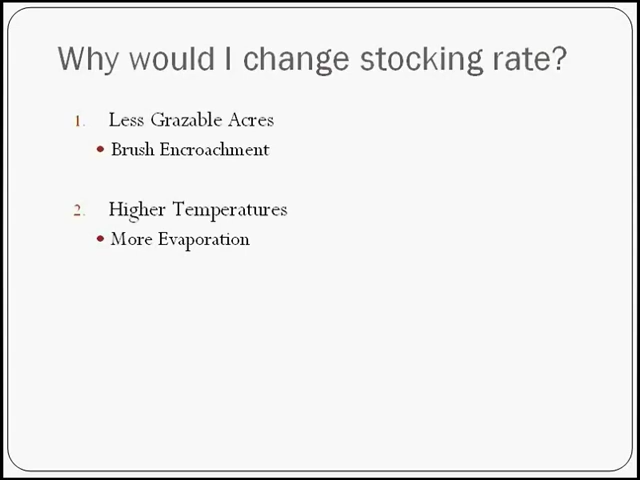 Why would I change stocking rate?
1. Less Grazable Acres
• Brush Encroachment
2. Higher Temperatures
• More Evaporation